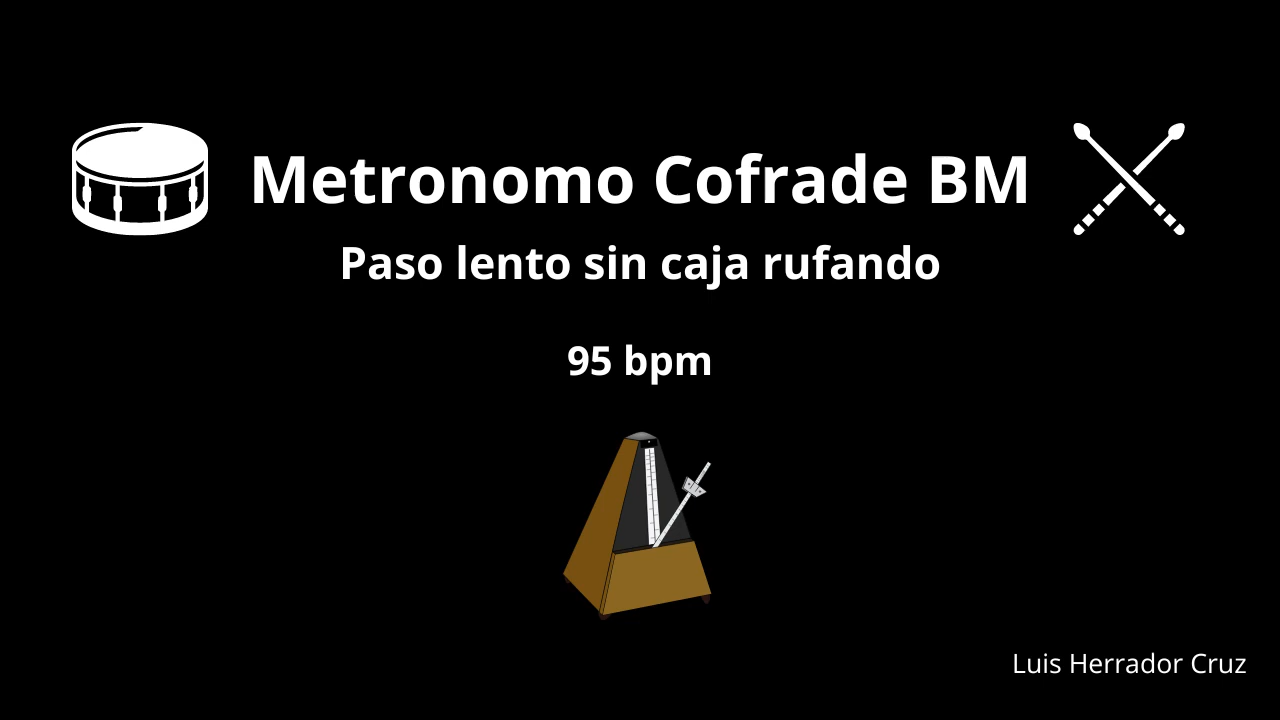 Metronomo Cofrade BM
Paso lento sin caja rufando
95 bpm
Luis Herrador Cruz